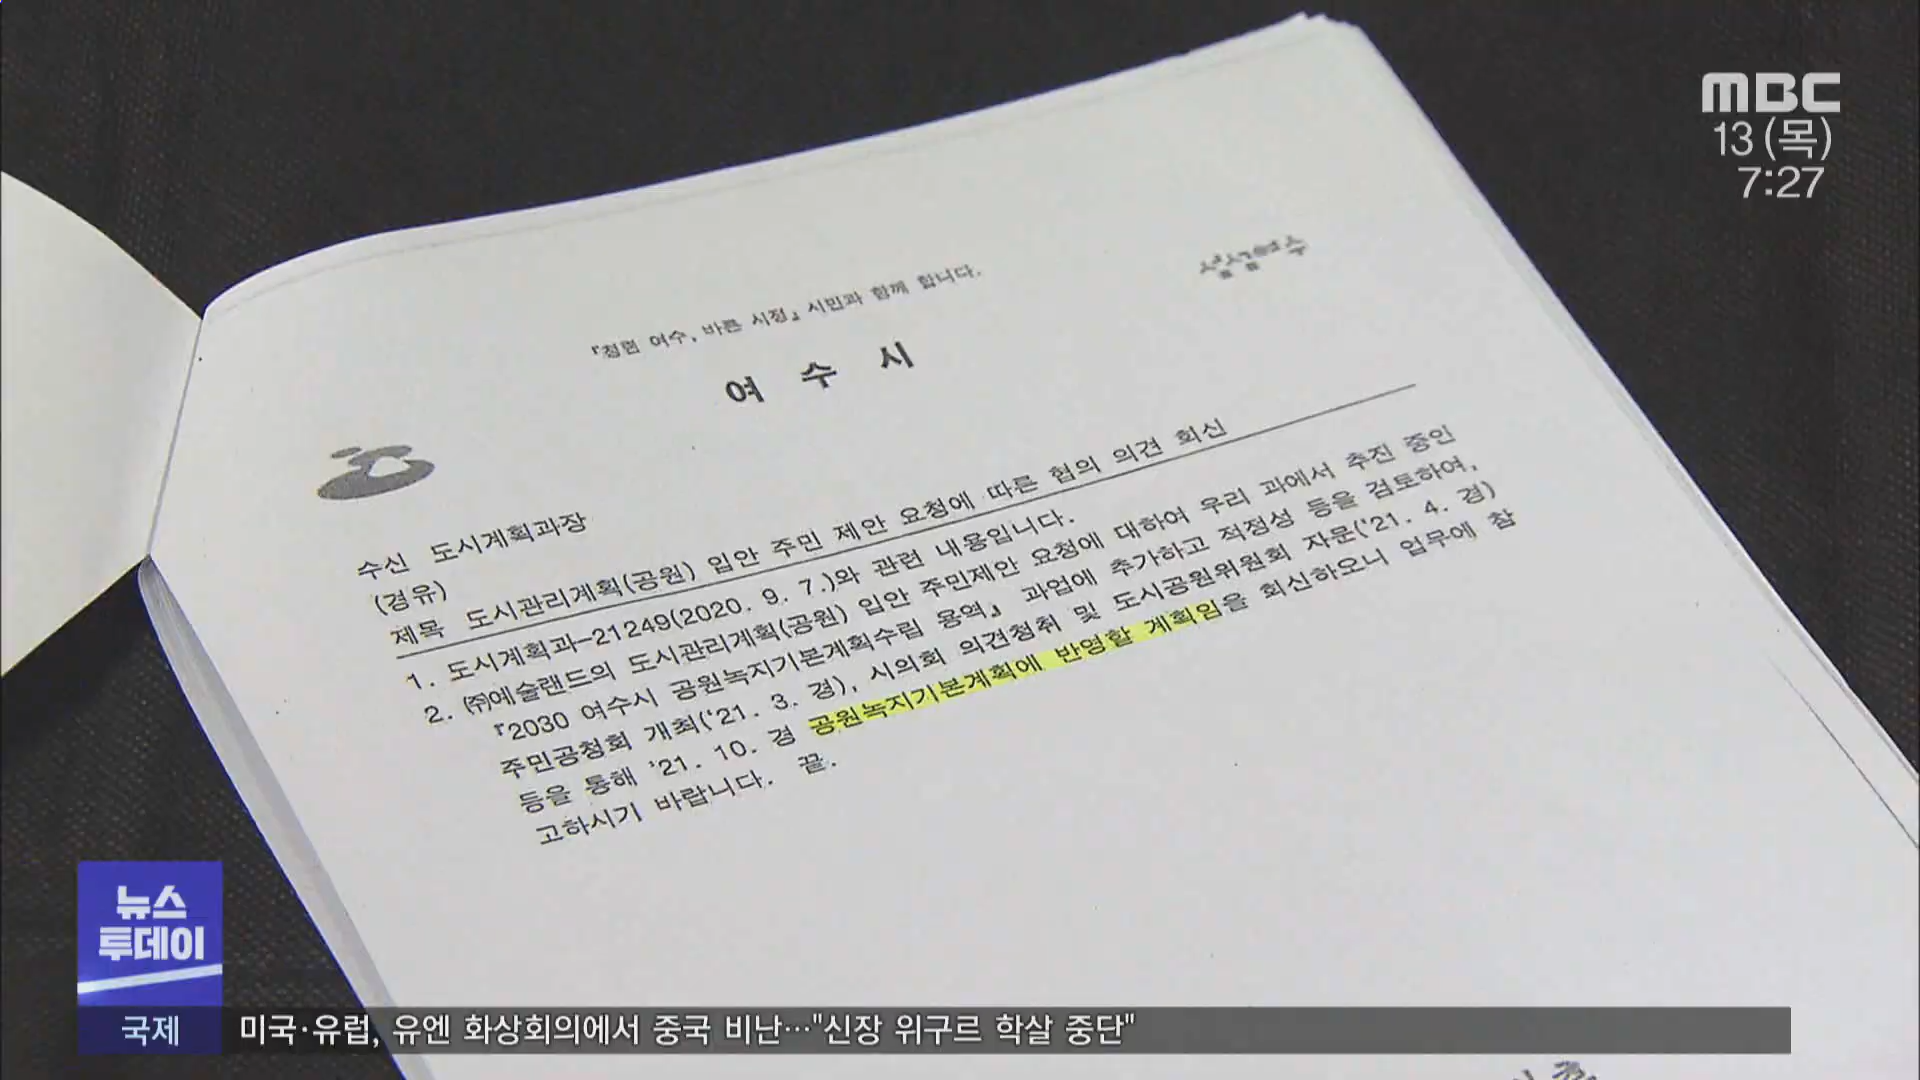 MBC
13 (목)
7:27
『청렴 여수, 바른 시정』 시민과 함께 합니다.
여 수 시
수신 도시계획과장
(경유)
제목 도시관리계획(공원) 입안 주민 제안 요청에 따른 협의 의견 회신
1. 도시계획과-21249(2020. 9. 7.)와 관련 내용입니다.
2. ㈜예술랜드의 도시관리계획(공원) 입안 주민제안 요청에 대하여 우리 과에서 추진 중인
『2030 여수시 공원녹지기본계획수립 용역』 과업에 추가하고 적정성 등을 검토하여,
주민공청회 개최('21. 3. 경), 시의회 의견청취 및 도시공원위원회 자문('21. 4. 경)
등을 통해 '21. 10. 경 공원녹지기본계획에 반영할 계획임을 회신하오니 업무에 참
고하시기 바랍니다. 끝.
뉴스
투데이
국제 미국·유럽, 유엔 화상회의에서 중국 비난…"신장 위구르 학살 중단"